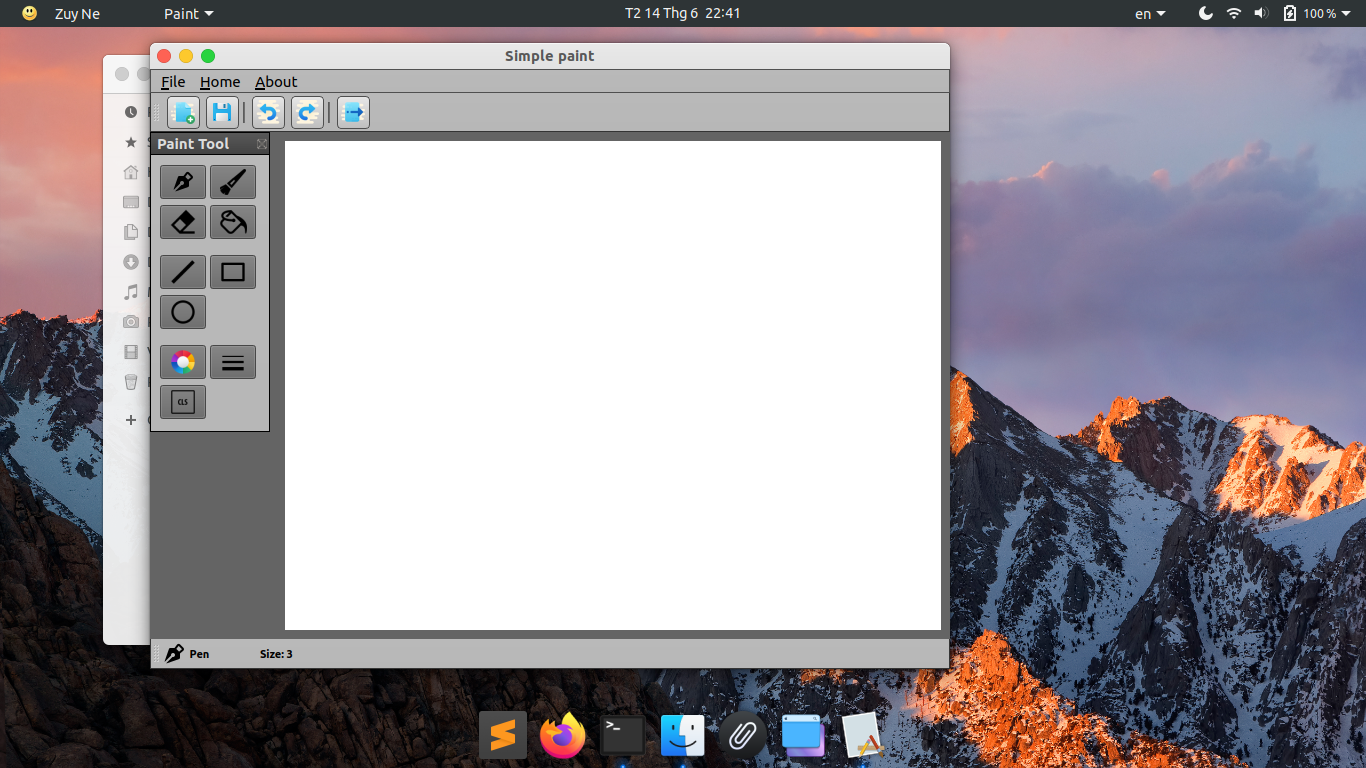 Zuy Ne Paint T2 14 Thg 6 22:41 en 100 %
Simple paint
File Home About
Paint Tool
CLS
Pen Size: 3
>_